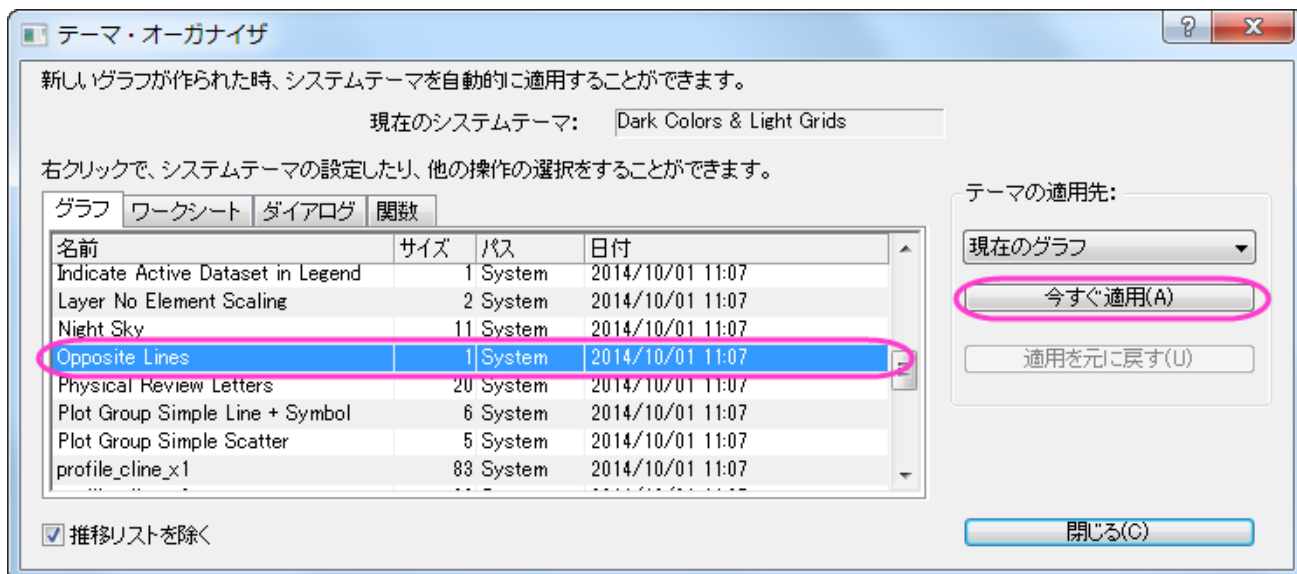 テーマ・オーガナイザ
新しいグラフが作られた時、システムテーマを自動的に適用することができます。
現在のシステムテーマ: Dark Colors & Light Grids
右クリックで、システムテーマの設定したり、他の操作の選択をすることができます。
グラフ ワークシート ダイアログ 関数
名前 サイズ パス 日付
Indicate Active Dataset in Legend 1 System 2014/10/01 11:07
Layer No Element Scaling 2 System 2014/10/01 11:07
Night Sky 11 System 2014/10/01 11:07
Opposite Lines 1 System 2014/10/01 11:07
Physical Review Letters 20 System 2014/10/01 11:07
Plot Group Simple Line + Symbol 6 System 2014/10/01 11:07
Plot Group Simple Scatter 5 System 2014/10/01 11:07
profile_cline_x1 83 System 2014/10/01 11:07
テーマの適用先:
現在のグラフ
今すぐ適用(A)
適用を元に戻す(U)
推移リストを除く
閉じる(C)